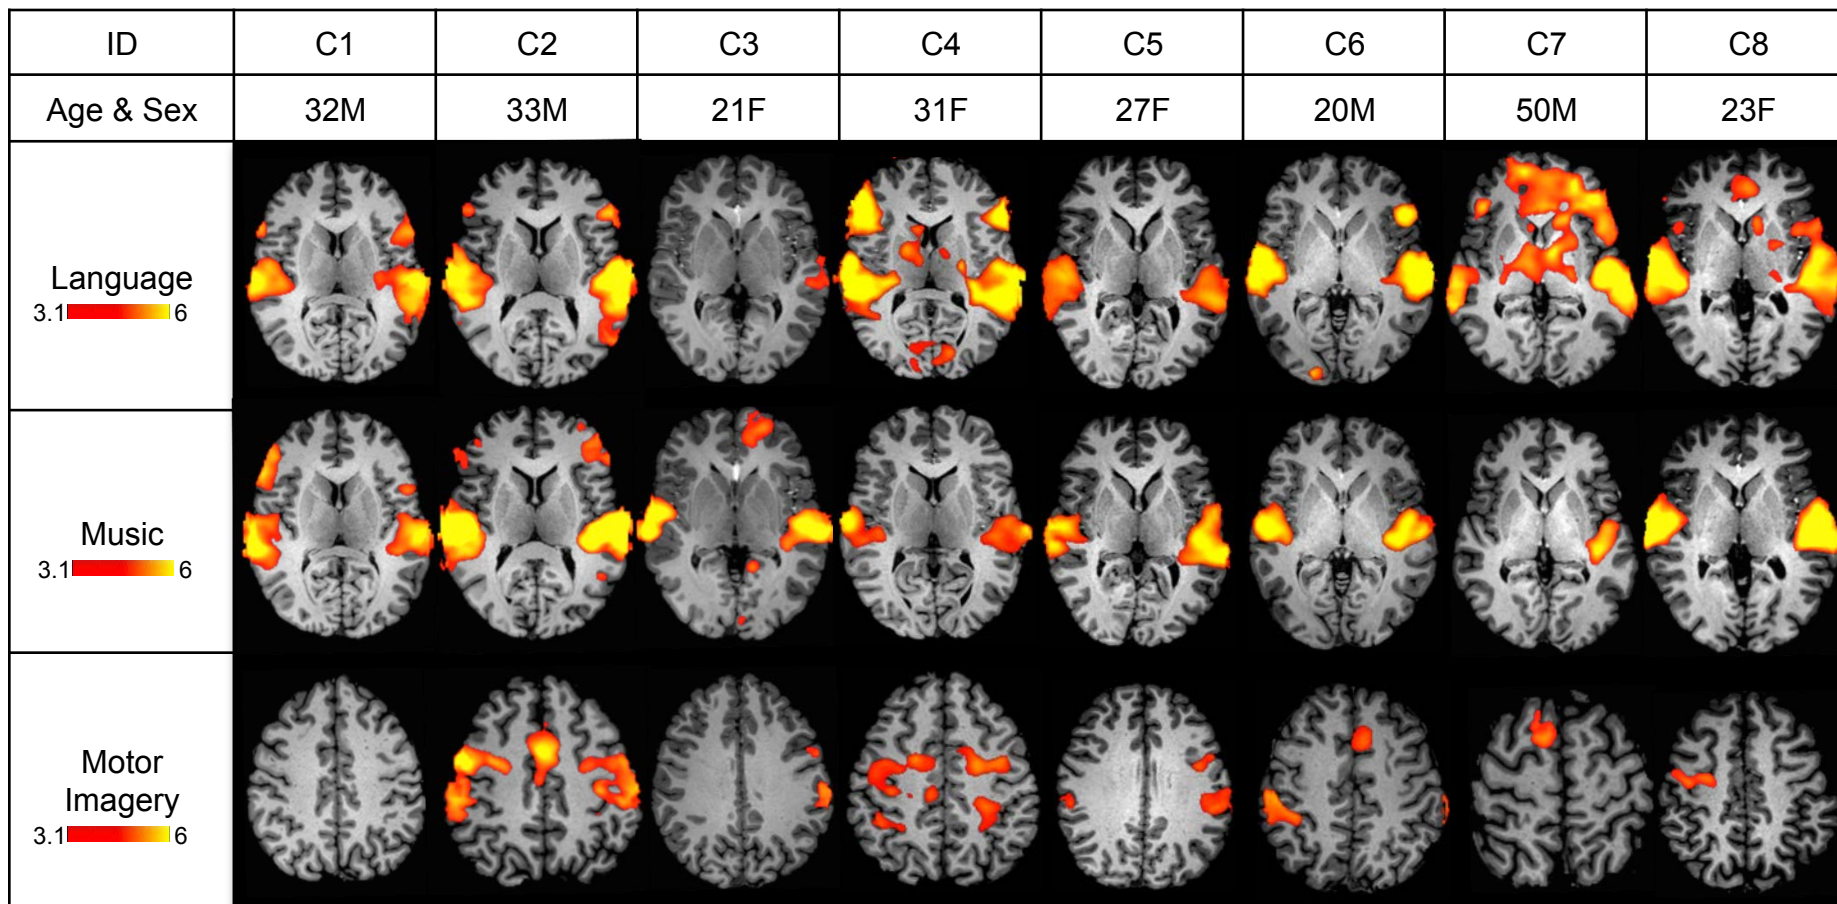 ID C1 C2 C3 C4 C5 C6 C7 C8
Age & Sex 32M 33M 21F 31F 27F 20M 50M 23F
Language
3.1 6
Music
3.1 6
Motor
Imagery
3.1 6